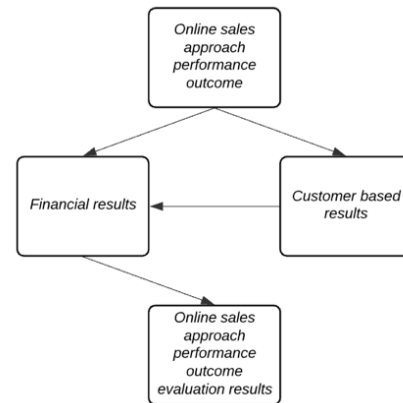 Online sales
approach
performance
outcome
Financial results
Customer based
results
Online sales
approach
performance
outcome
evaluation results